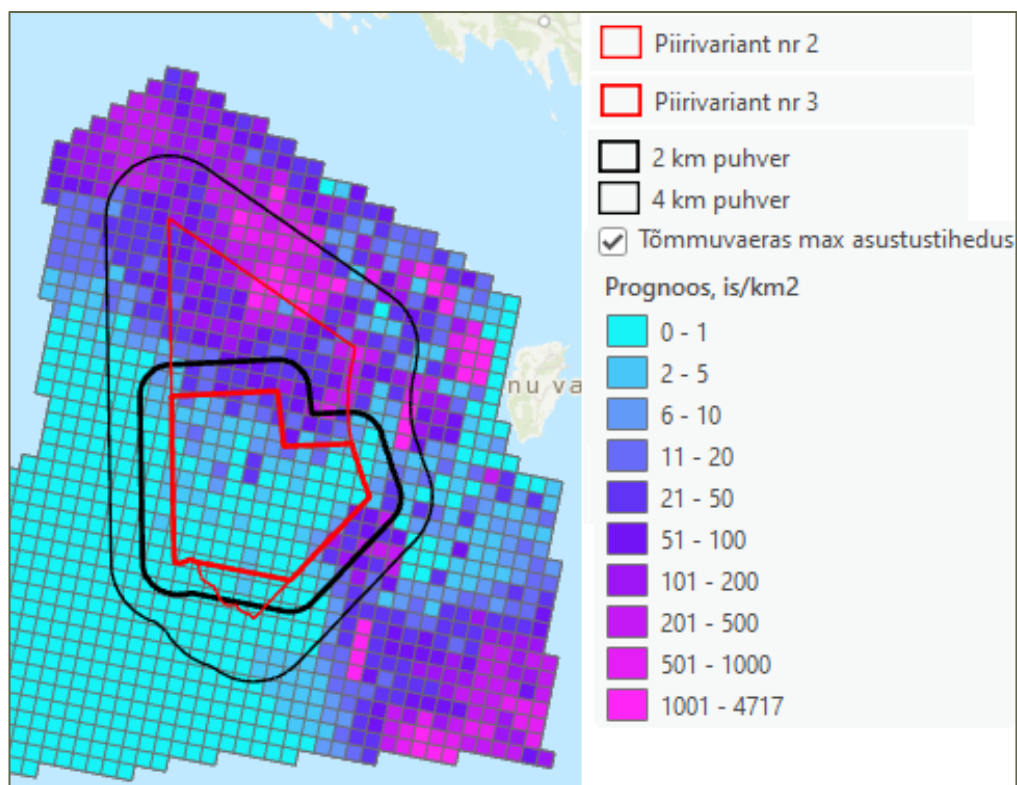 Piirivariant nr 2
Piirivariant nr 3
2 km puhver
4 km puhver
Tõmmuvaeras max asustustihedus
Prognoos, is/km2
0 - 1
2 - 5
6 - 10
11 - 20
21 - 50
51 - 100
101 - 200
201 - 500
501 - 1000
1001 - 4717
nu va